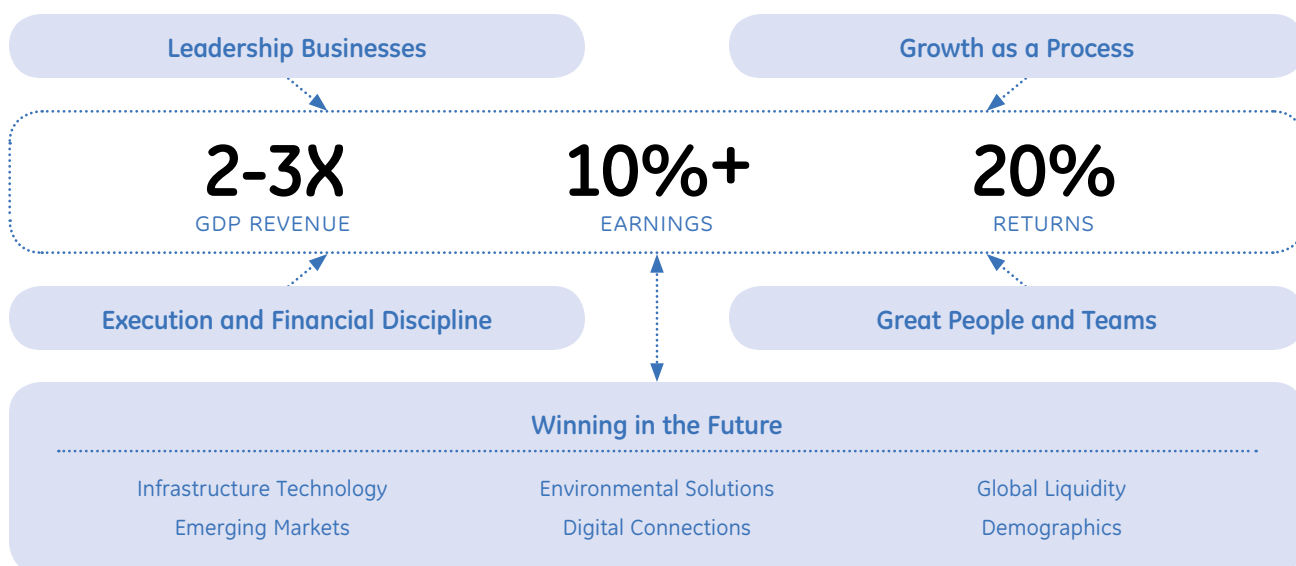 Leadership Businesses
Growth as a Process
2-3X
10%+
20%
GDP REVENUE
EARNINGS
RETURNS
Execution and Financial Discipline
Great People and Teams
Winning in the Future
Infrastructure Technology
Environmental Solutions
Global Liquidity
Emerging Markets
Digital Connections
Demographics